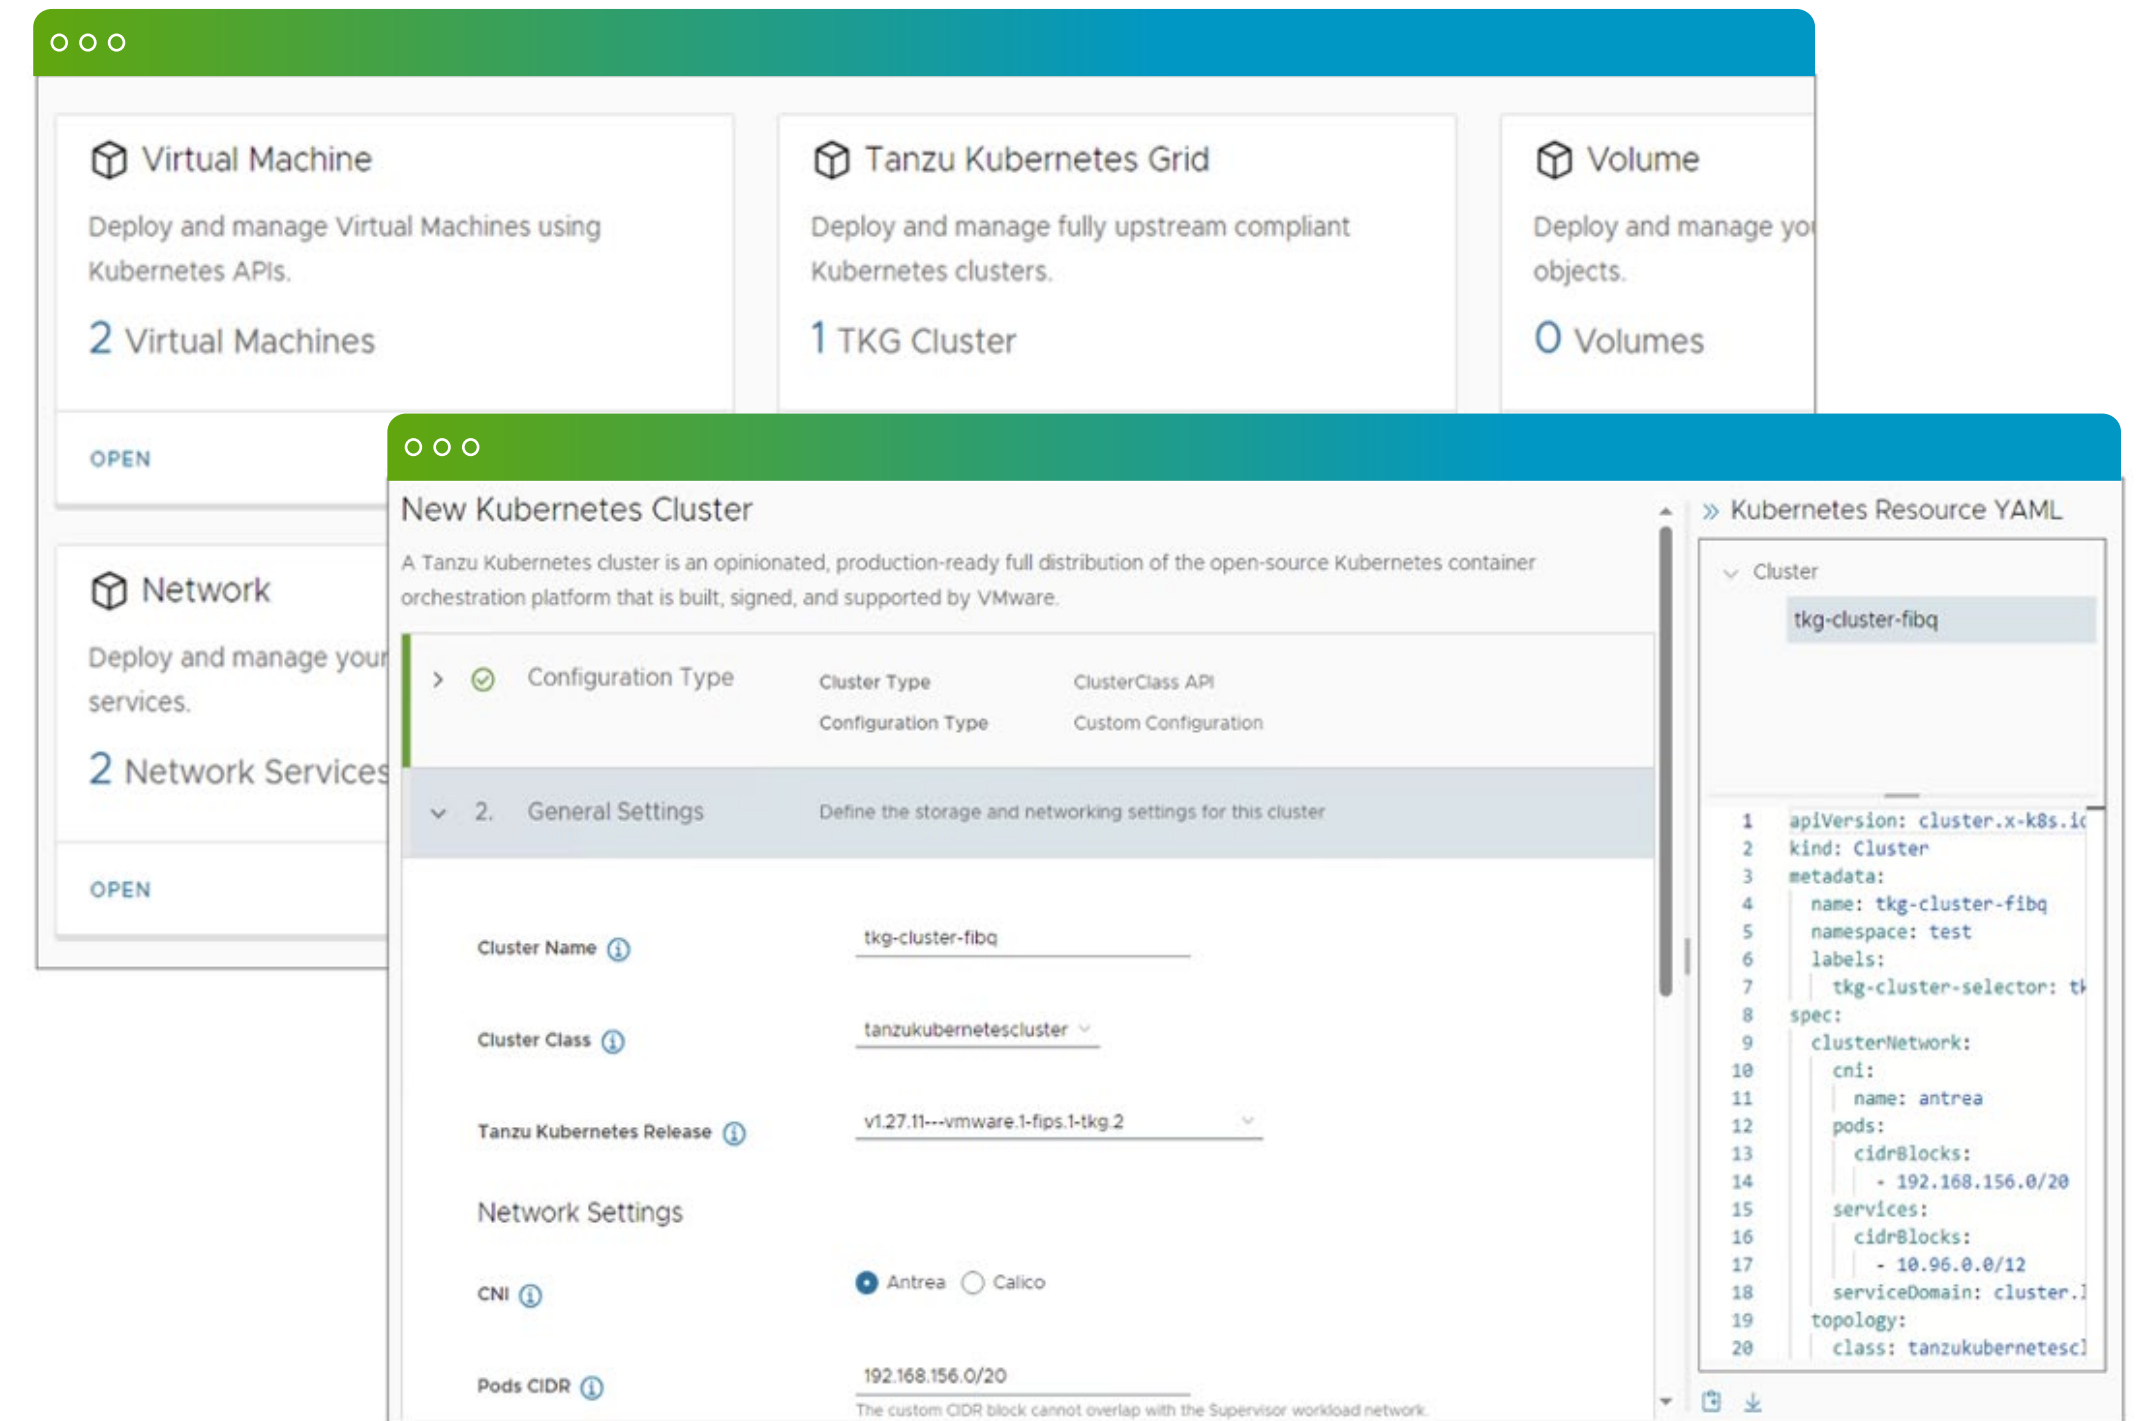 Virtual Machine
Deploy and manage Virtual Machines using
Kubernetes APIs.
2 Virtual Machines
OPEN
Tanzu Kubernetes Grid
Deploy and manage fully upstream compliant
Kubernetes clusters.
1 TKG Cluster
Volume
Deploy and manage you
objects.
0 Volumes
Network
Deploy and manage your
services.
2 Network Services
OPEN
New Kubernetes Cluster
A Tanzu Kubernetes cluster is an opinionated, production-ready full distribution of the open-source Kubernetes container
orchestration platform that is built, signed, and supported by VMware.
Configuration Type
Cluster Type ClusterClass API
Configuration Type Custom Configuration
2. General Settings Define the storage and networking settings for this cluster
Cluster Name tkg-cluster-fibq
Cluster Class tanzukubernetescluster
Tanzu Kubernetes Release v1.27.11---vmware.1-fips.1-tkg.2
Network Settings
CNI Antrea Calico
Pods CIDR 192.168.156.0/20
The custom CIDR block cannot overlap with the Supervisor workload network.
Kubernetes Resource YAML
Cluster
tkg-cluster-fibq
1 apiVersion: cluster.x-k8s.io
2 kind: Cluster
3 metadata:
4 name: tkg-cluster-fibq
5 namespace: test
6 labels:
7 tkg-cluster-selector: tk
8 spec:
9 clusterNetwork:
10 cni:
11 name: antrea
12 pods:
13 cidrBlocks:
14 - 192.168.156.0/20
15 services:
16 cidrBlocks:
17 - 10.96.0.0/12
18 serviceDomain: cluster.l
19 topology:
20 class: tanzukubernetescl